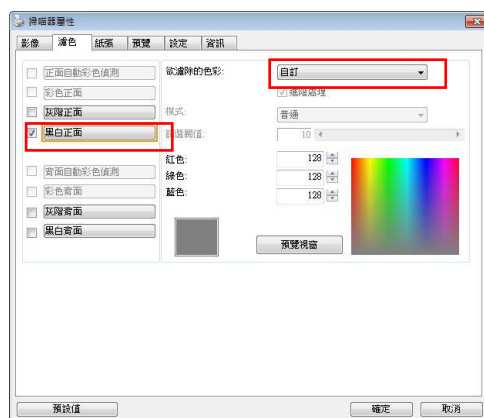 掃瞄器屬性
影像 濾色 紙張 預覽 設定 資訊
正面自動彩色偵測
彩色正面
灰階正面
黑白正面
背面自動彩色偵測
彩色背面
灰階背面
黑白背面
欲濾除的色彩: 自訂
進階處理
模式: 普通
篩選閥值: 10
紅色: 128
綠色: 128
藍色: 128
預覽視窗
預設值 確定 取消